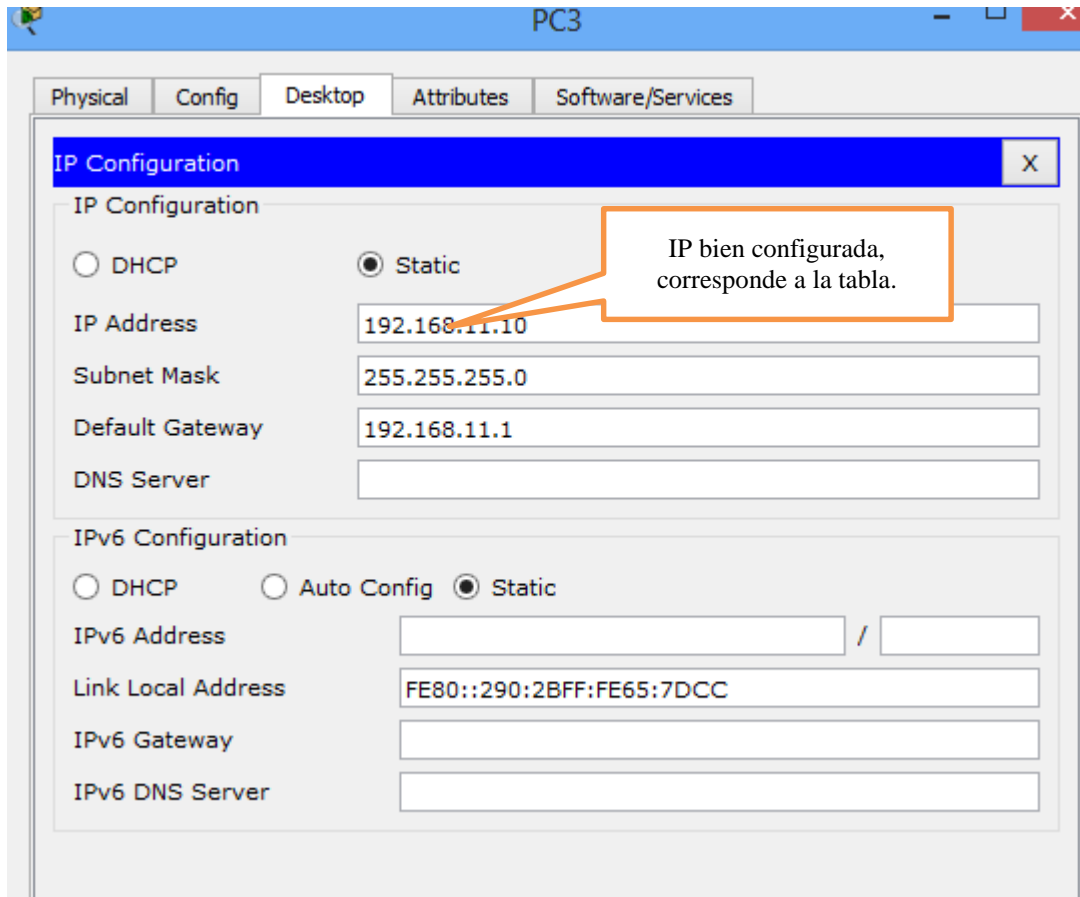 PC3
Physical Config Desktop Attributes Software/Services
IP Configuration X
IP Configuration
IP bien configurada,
corresponde a la tabla.
DHCP Static
IP Address 192.168.11.10
Subnet Mask 255.255.255.0
Default Gateway 192.168.11.1
DNS Server
IPv6 Configuration
DHCP Auto Config Static
IPv6 Address /
Link Local Address FE80::290:2BFF:FE65:7DCC
IPv6 Gateway
IPv6 DNS Server